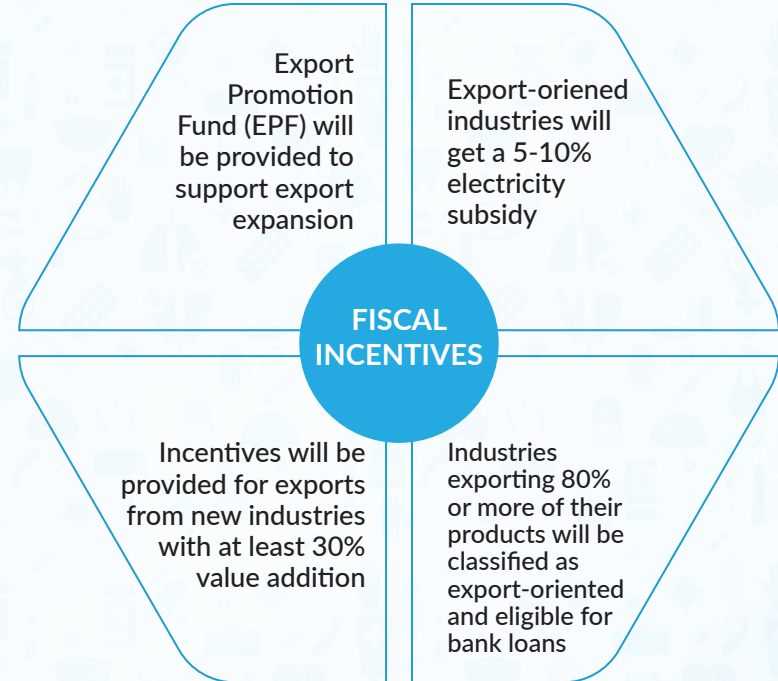 Export
Promotion
Fund (EPF) will
be provided to
support export
expansion
Export-oriened
industries will
get a 5-10%
electricity
subsidy
FISCAL
INCENTIVES
Incentives will be
provided for exports
from new industries
with at least 30%
value addition
Industries
exporting 80%
or more of their
products will be
classified as
export-oriented
and eligible for
bank loans